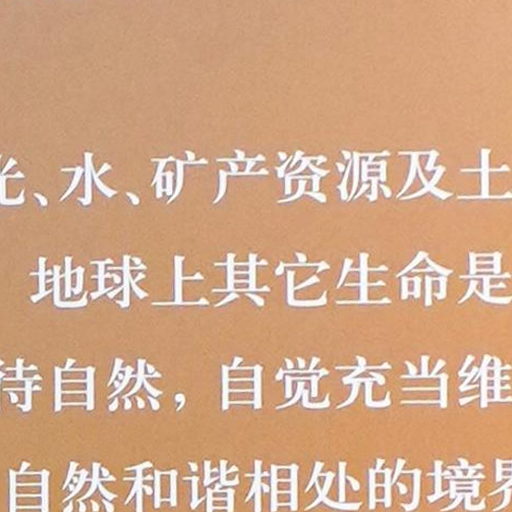 光、水、矿产资源及土
地球上其它生命是
待自然，自觉充当维
自然和谐相处的境界